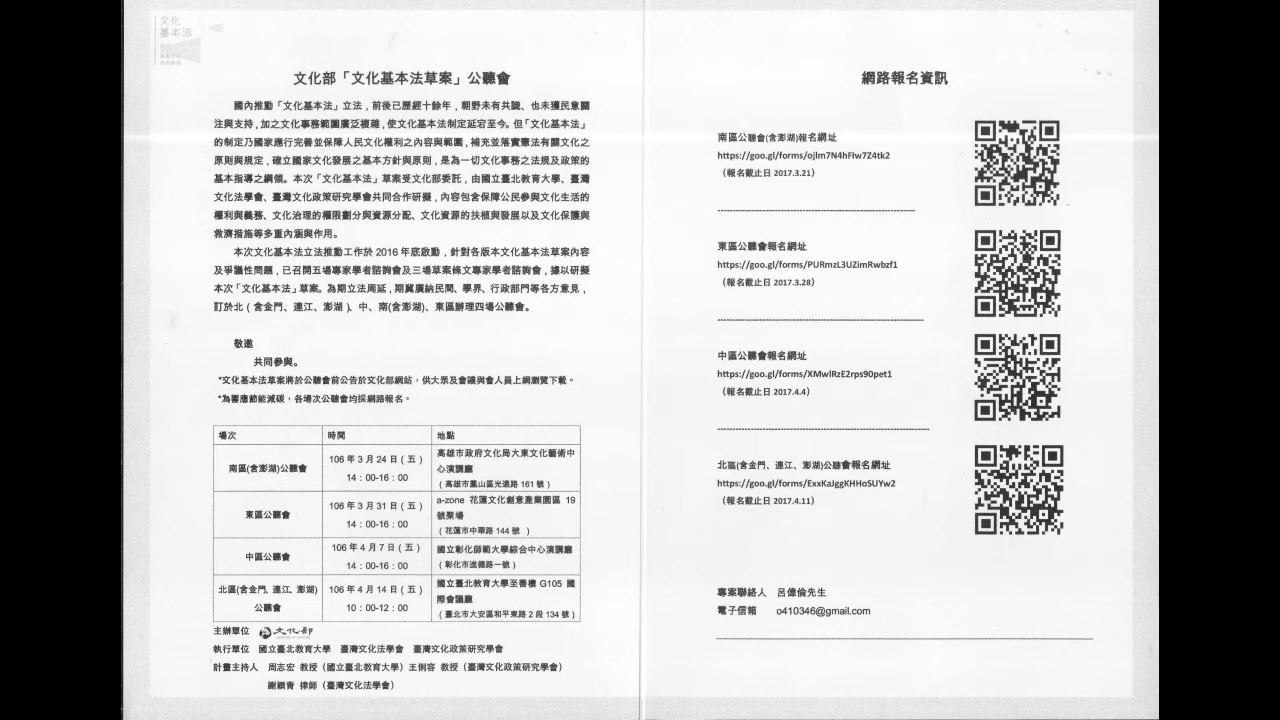 文化
基本法
文化部「文化基本法草案」公聽會
國內推動「文化基本法」立法，前後已歷經十餘年，朝野未有共識、也未獲民意關
注與支持，加之文化事務範圍廣泛複雜，使文化基本法制定延宕至今。但「文化基本法」
的制定乃國家應行完善並保障人民文化權利之內容與範圍，補充並落實憲法有關文化之
原則與規定，確立國家文化發展之基本方針與原則，是為一切文化事務之法規及政策的
基本指導之綱領。本次「文化基本法」草案受文化部委託，由國立臺北教育大學、臺灣
文化法學會、臺灣文化政策研究學會共同合作研擬，內容包含保障公民參與文化生活的
權利與義務、文化治理的權限劃分與資源分配、文化資源的扶植與發展以及文化保護與
救濟措施等多重內涵與作用。
本次文化基本法立法推動工作於 2016 年底啟動，針對各版本文化基本法草案內容
及爭議性問題，已召開五場專家學者諮詢會及三場草案條文專家學者諮詢會，據以研擬
本次「文化基本法」草案。為期立法周延，期冀廣納民間、學界、行政部門等各方意見，
訂於北（含金門、連江、澎湖）、中、南(含澎湖)、東區辦理四場公聽會。
敬邀
共同參與。
*文化基本法草案將於公聽會前公告於文化部網站，供大眾及會議與會人員上網瀏覽下載。
*為響應節能減碳，各場次公聽會均採網路報名。
場次 時間 地點
南區(含澎湖)公聽會 106 年 3 月 24 日（五） 14：00-16：00 高雄市政府文化局大東文化藝術中
心演講廳
（高雄市鳳山區光遠路 161 號）
東區公聽會 106 年 3 月 31 日（五） 14：00-16：00 a-zone 花蓮文化創意產業園區 19
號聚場
（花蓮市中華路 144 號 ）
中區公聽會 106 年 4 月 7 日（五） 14：00-16：00 國立彰化師範大學綜合中心演講廳
（彰化市進德路一號）
北區(含金門, 連江, 澎湖)
公聽會 106 年 4 月 14 日（五） 10：00-12：00 國立臺北教育大學至善樓 G105 國
際會議廳
（臺北市大安區和平東路 2 段 134 號）
主辦單位 文化部
執行單位 國立臺北教育大學 臺灣文化法學會 臺灣文化政策研究學會
計畫主持人 周志宏 教授（國立臺北教育大學）王俐容 教授（臺灣文化政策研究學會）
謝穎青 律師（臺灣文化法學會）
網路報名資訊
南區公聽會(含澎湖)報名網址
https://goo.gl/forms/ojlm7N4hFIw7Z4tk2
（報名截止日 2017.3.21）
東區公聽會報名網址
https://goo.gl/forms/PURmzL3UZimRwbzf1
（報名截止日 2017.3.28）
中區公聽會報名網址
https://goo.gl/forms/XMwlRzE2rps90pet1
（報名截止日 2017.4.4）
北區(含金門、連江、澎湖)公聽會報名網址
https://goo.gl/forms/ExxKaJggKHHoSUYw2
（報名截止日 2017.4.11）
專案聯絡人 呂偉倫先生
電子信箱 o410346@gmail.com